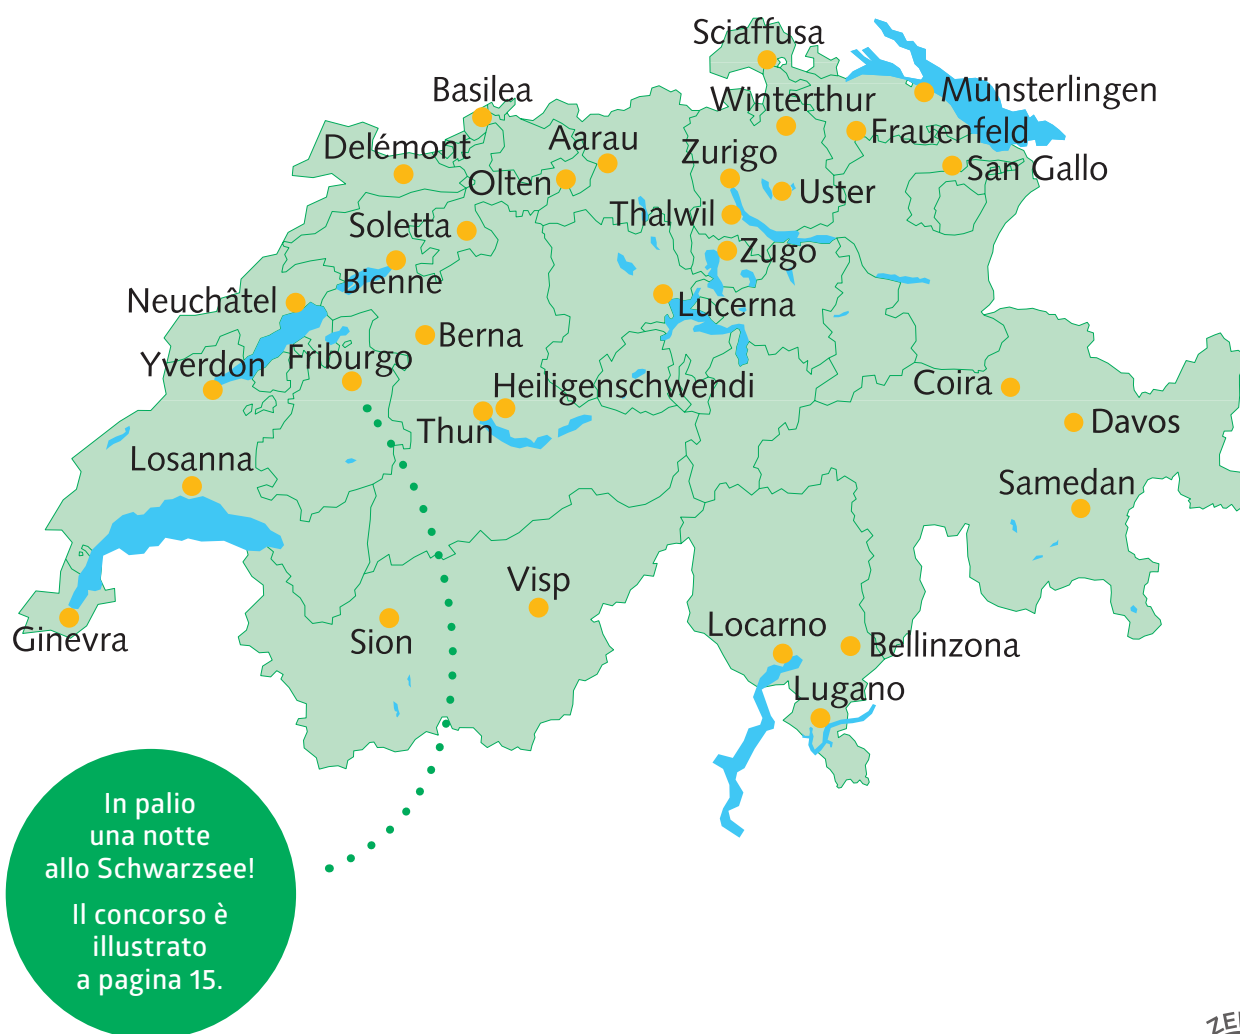 Sciaffusa
Basilea
Münsterlingen
Winterthur
Aarau
Frauenfeld
Delémont
Zurigo
San Gallo
Olten
Uster
Thalwil
Soletta
Zugo
Bienne
Neuchâtel
Lucerna
Berna
Yverdon
Friburgo
Heiligenschwendi
Coira
Davos
Thun
Losanna
Samedan
Visp
Ginevra
Sion
Locarno
Bellinzona
Lugano
In palio
una notte
allo Schwarzsee!
Il concorso è
illustrato
a pagina 15.